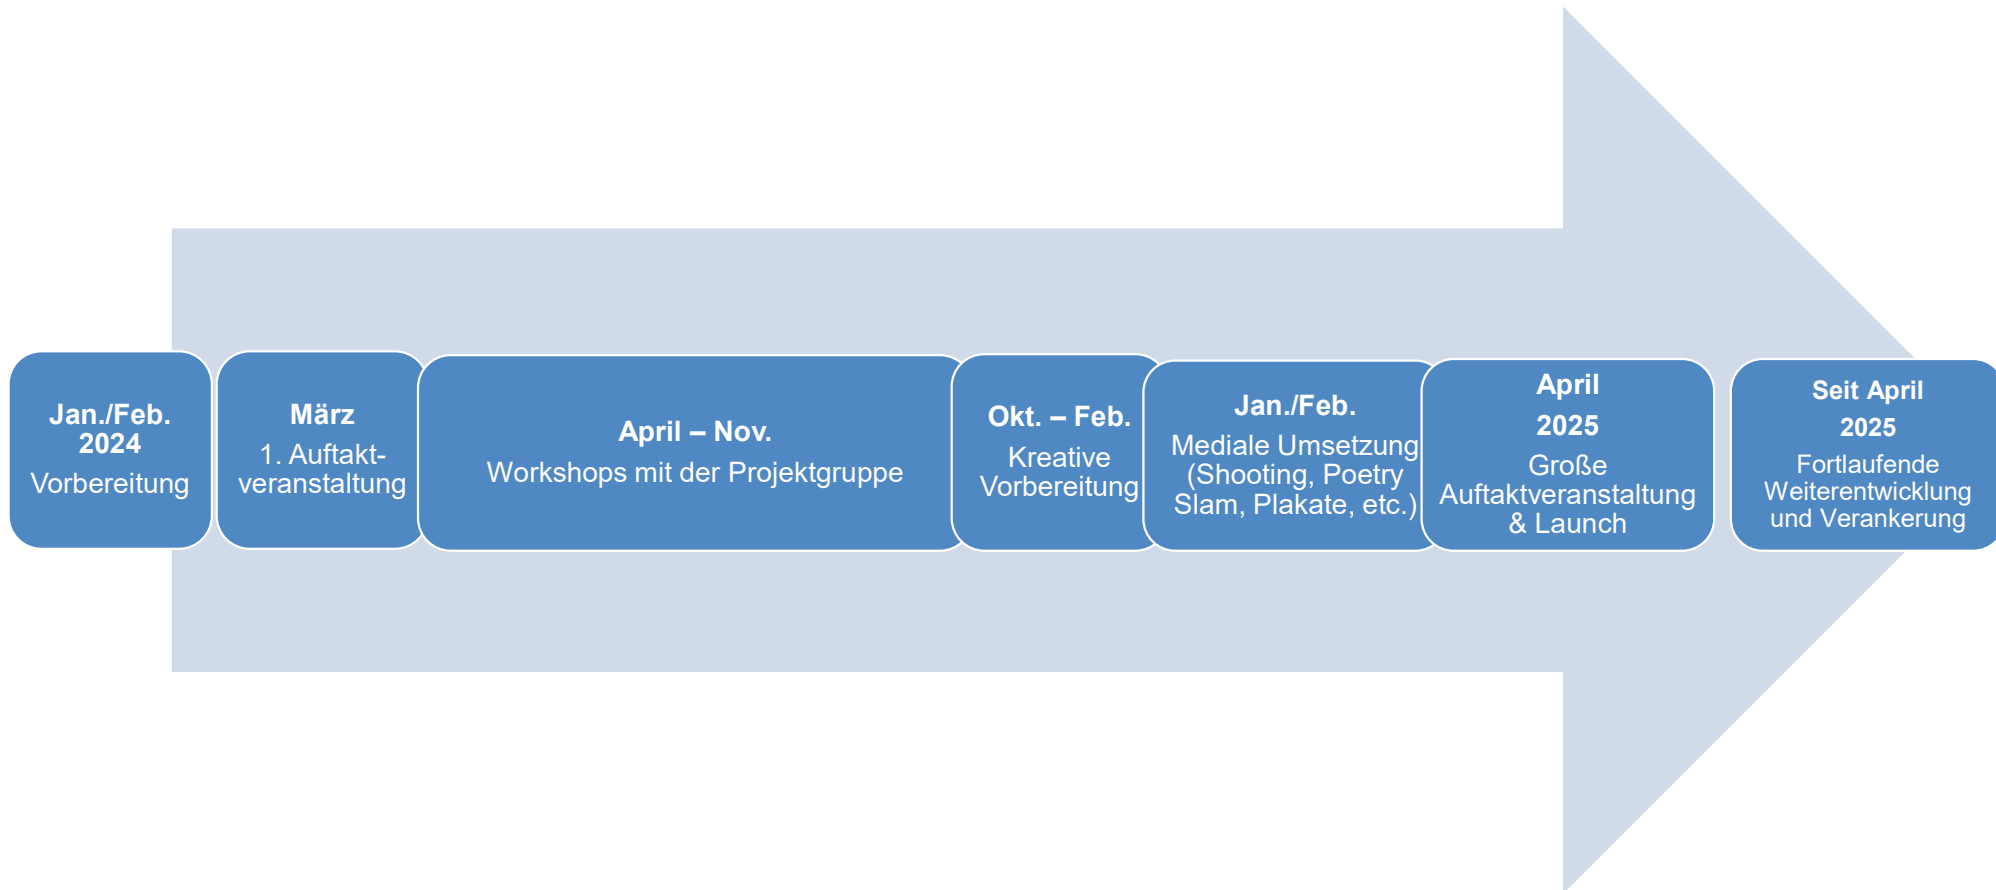 Jan./Feb.
2024
Vorbereitung
März
1. Auftakt-
veranstaltung
April – Nov.
Workshops mit der Projektgruppe
Okt. – Feb.
Kreative
Vorbereitung
Jan./Feb.
Mediale Umsetzung
(Shooting, Poetry
Slam, Plakate, etc.)
April
2025
Große
Auftaktveranstaltung
& Launch
Seit April
2025
Fortlaufende
Weiterentwicklung
und Verankerung